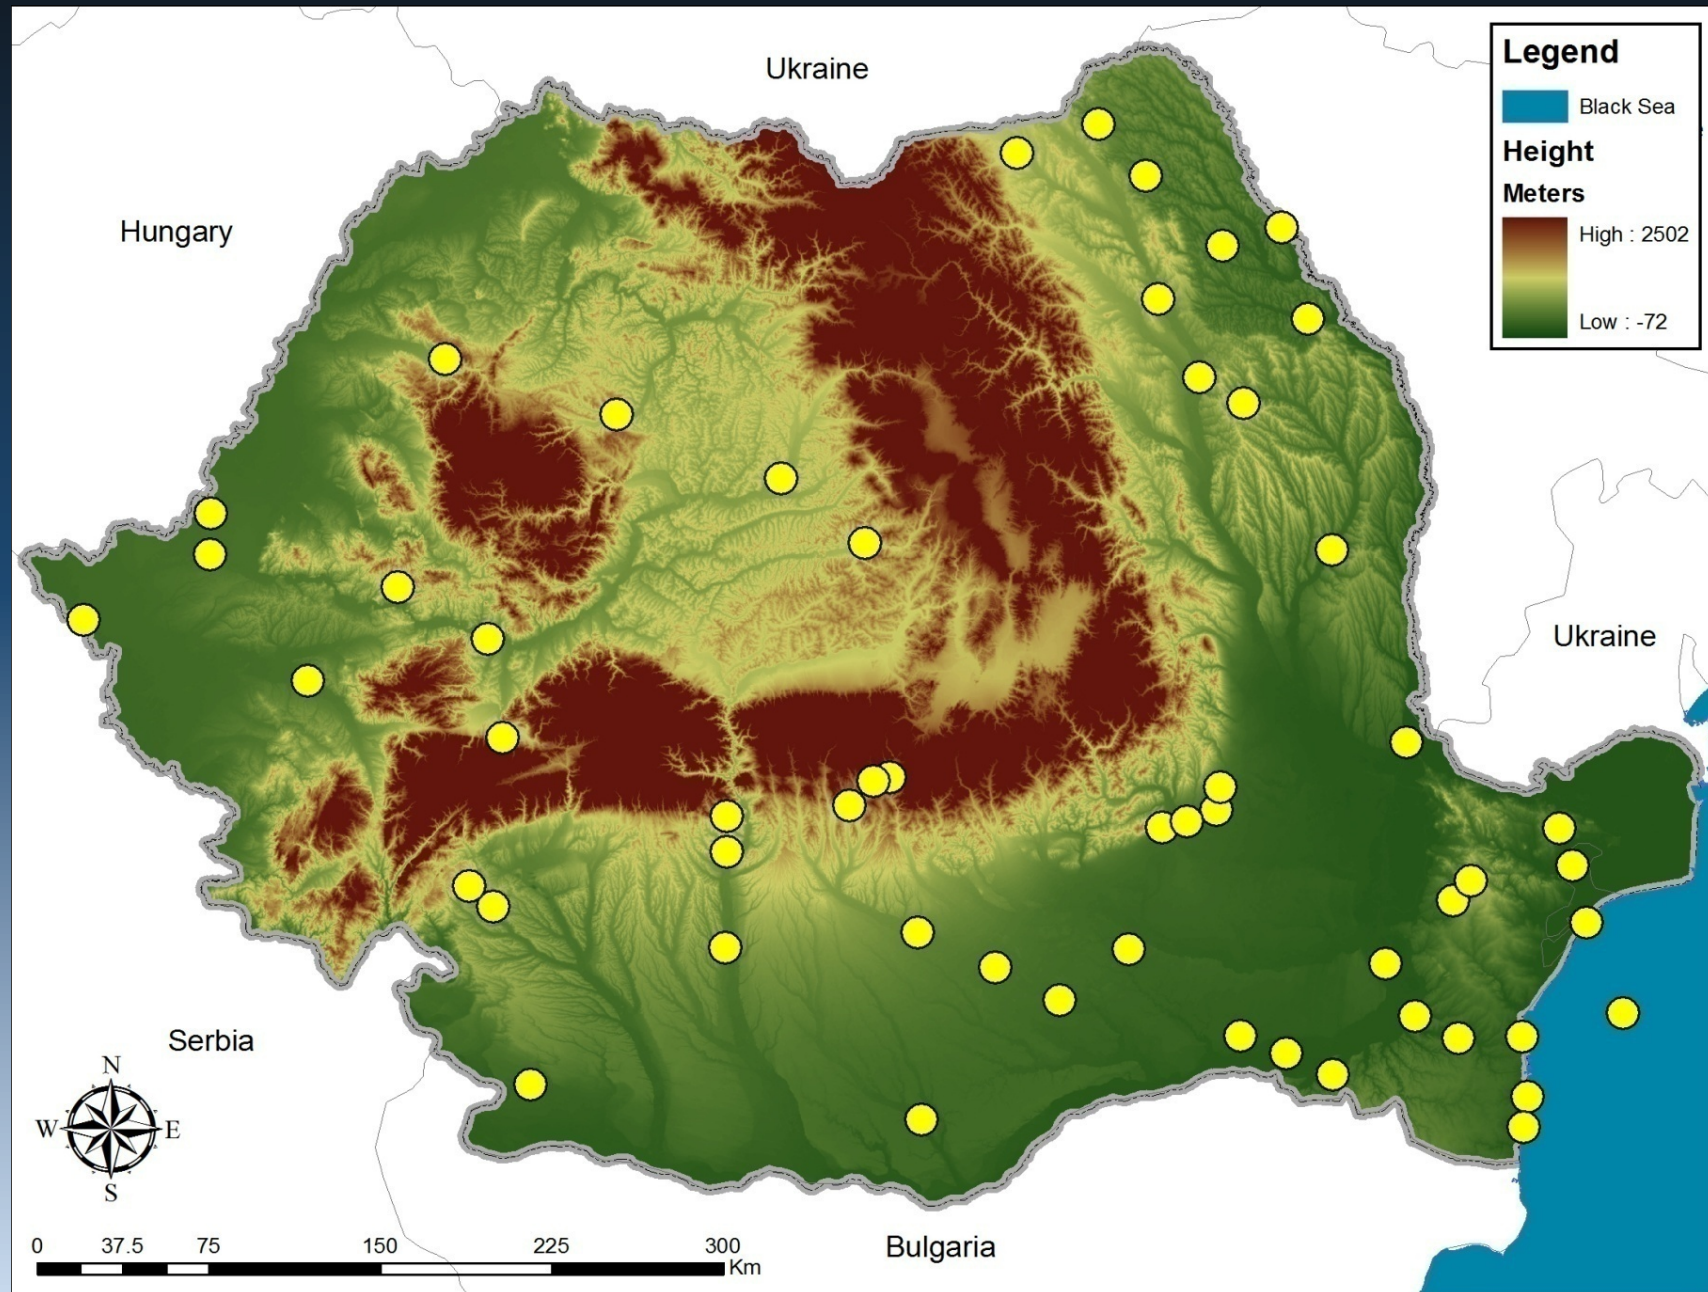 Ukraine
Hungary
Legend
Black Sea
Height
Meters
High : 2502
Low : -72
Ukraine
Serbia
Bulgaria
N
W E
S
0 37.5 75 150 225 300
Km